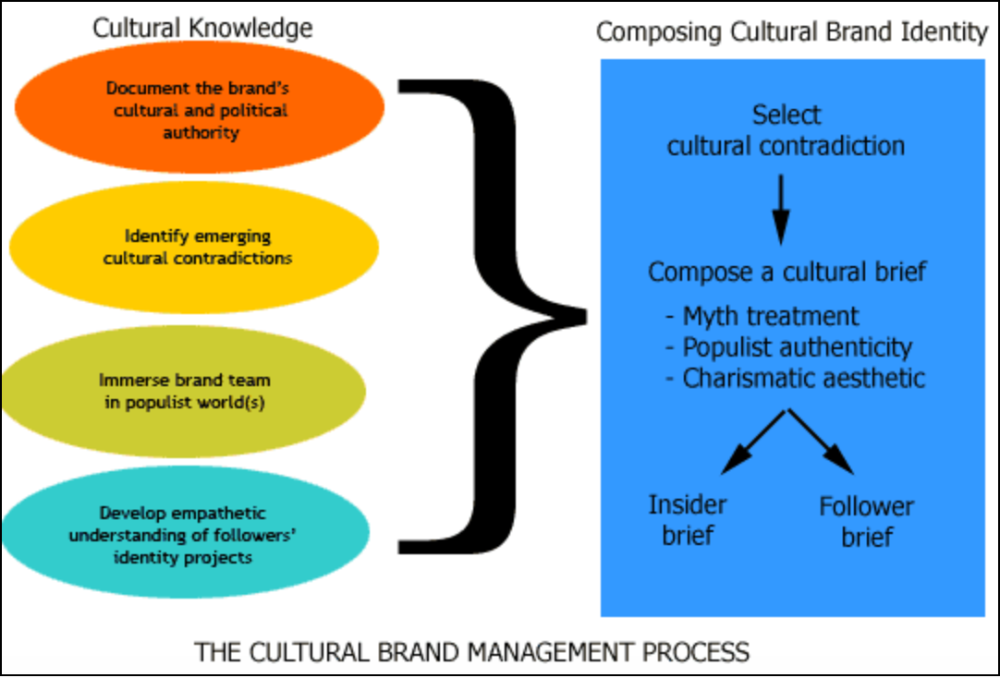 Cultural Knowledge
Document the brand's
cultural and political
authority
Identify emerging
cultural contradictions
Immerse brand team
in populist world(s)
Develop empathetic
understanding of followers'
identity projects
Composing Cultural Brand Identity
Select
cultural contradiction
Compose a cultural brief
- Myth treatment
- Populist authenticity
- Charismatic aesthetic
Insider
brief
Follower
brief
THE CULTURAL BRAND MANAGEMENT PROCESS